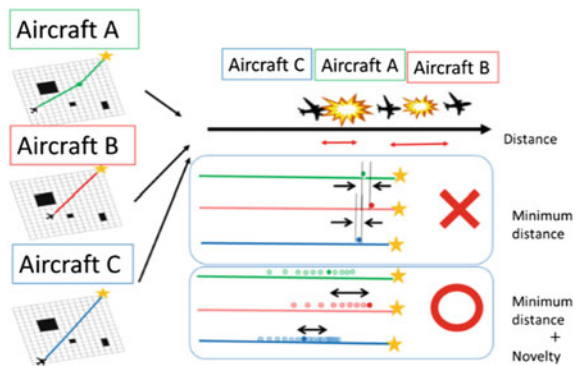 Aircraft A
Aircraft B
Aircraft C
Aircraft C
Aircraft A
Aircraft B
Distance
Minimum
distance
Minimum
distance
+
Novelty